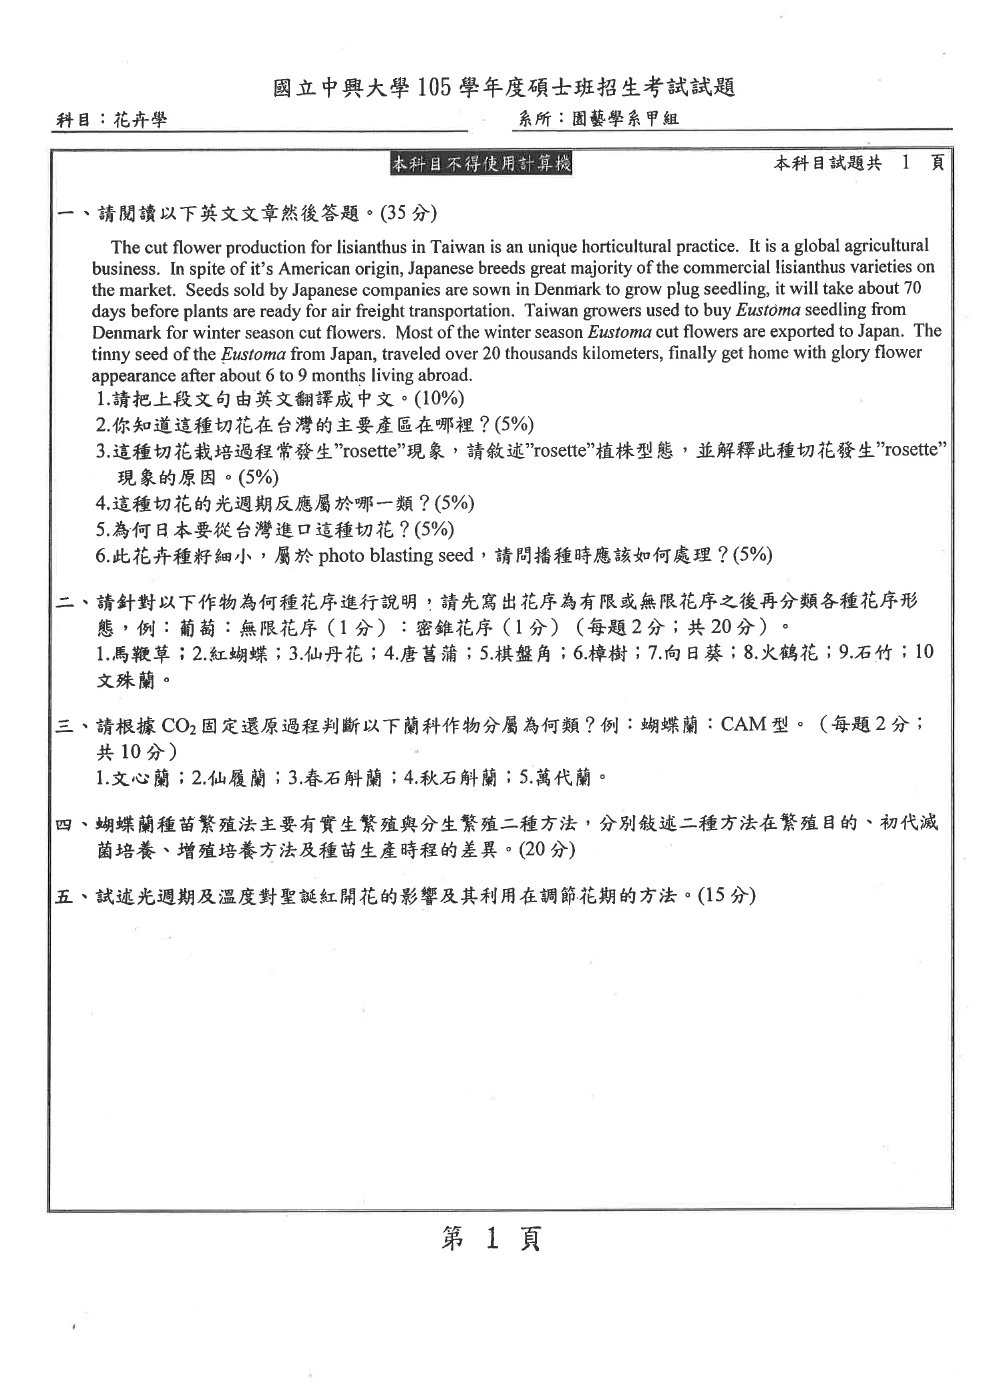 國立中興大學 105 學年度碩士班招生考試試題
科目：花卉學 系所：園藝學系甲組
本科目不得使用計算機 本科目試題共 1 頁
一、請閱讀以下英文文章然後答題。(35 分)
The cut flower production for lisianthus in Taiwan is an unique horticultural practice. It is a global agricultural
business. In spite of it's American origin, Japanese breeds great majority of the commercial lisianthus varieties on
the market. Seeds sold by Japanese companies are sown in Denmark to grow plug seedling, it will take about 70
days before plants are ready for air freight transportation. Taiwan growers used to buy Eustoma seedling from
Denmark for winter season cut flowers. Most of the winter season Eustoma cut flowers are exported to Japan. The
tinny seed of the Eustoma from Japan, traveled over 20 thousands kilometers, finally get home with glory flower
appearance after about 6 to 9 months living abroad.
1.請把上段文句由英文翻譯成中文。(10%)
2.你知道這種切花在台灣的主要產區在哪裡？(5%)
3.這種切花栽培過程常發生”rosette”現象，請敘述”rosette”植株型態，並解釋此種切花發生”rosette”
現象的原因。(5%)
4.這種切花的光週期反應屬於哪一類？(5%)
5.為何日本要從台灣進口這種切花？(5%)
6.此花卉種籽細小，屬於 photo blasting seed，請問播種時應該如何處理？(5%)
二、請針對以下作物為何種花序進行說明，請先寫出花序為有限或無限花序之後再分類各種花序形
態，例：葡萄：無限花序（1 分）：密錐花序（1 分）（每題 2 分；共 20 分）。
1.馬鞭草；2.紅蝴蝶；3.仙丹花；4.唐菖蒲；5.棋盤角；6.樟樹；7.向日葵；8.火鶴花；9.石竹；10
文殊蘭。
三、請根據 CO₂ 固定還原過程判斷以下蘭科作物分屬為何類？例：蝴蝶蘭：CAM 型。（每題 2 分；
共 10 分）
1.文心蘭；2.仙履蘭；3.春石斛蘭；4.秋石斛蘭；5.萬代蘭。
四、蝴蝶蘭種苗繁殖法主要有實生繁殖與分生繁殖二種方法，分別敍述二種方法在繁殖目的、初代滅
菌培養、增殖培養方法及種苗生產時程的差異。(20 分)
五、試述光週期及溫度對聖誕紅開花的影響及其利用在調節花期的方法。(15 分)
第 1 頁